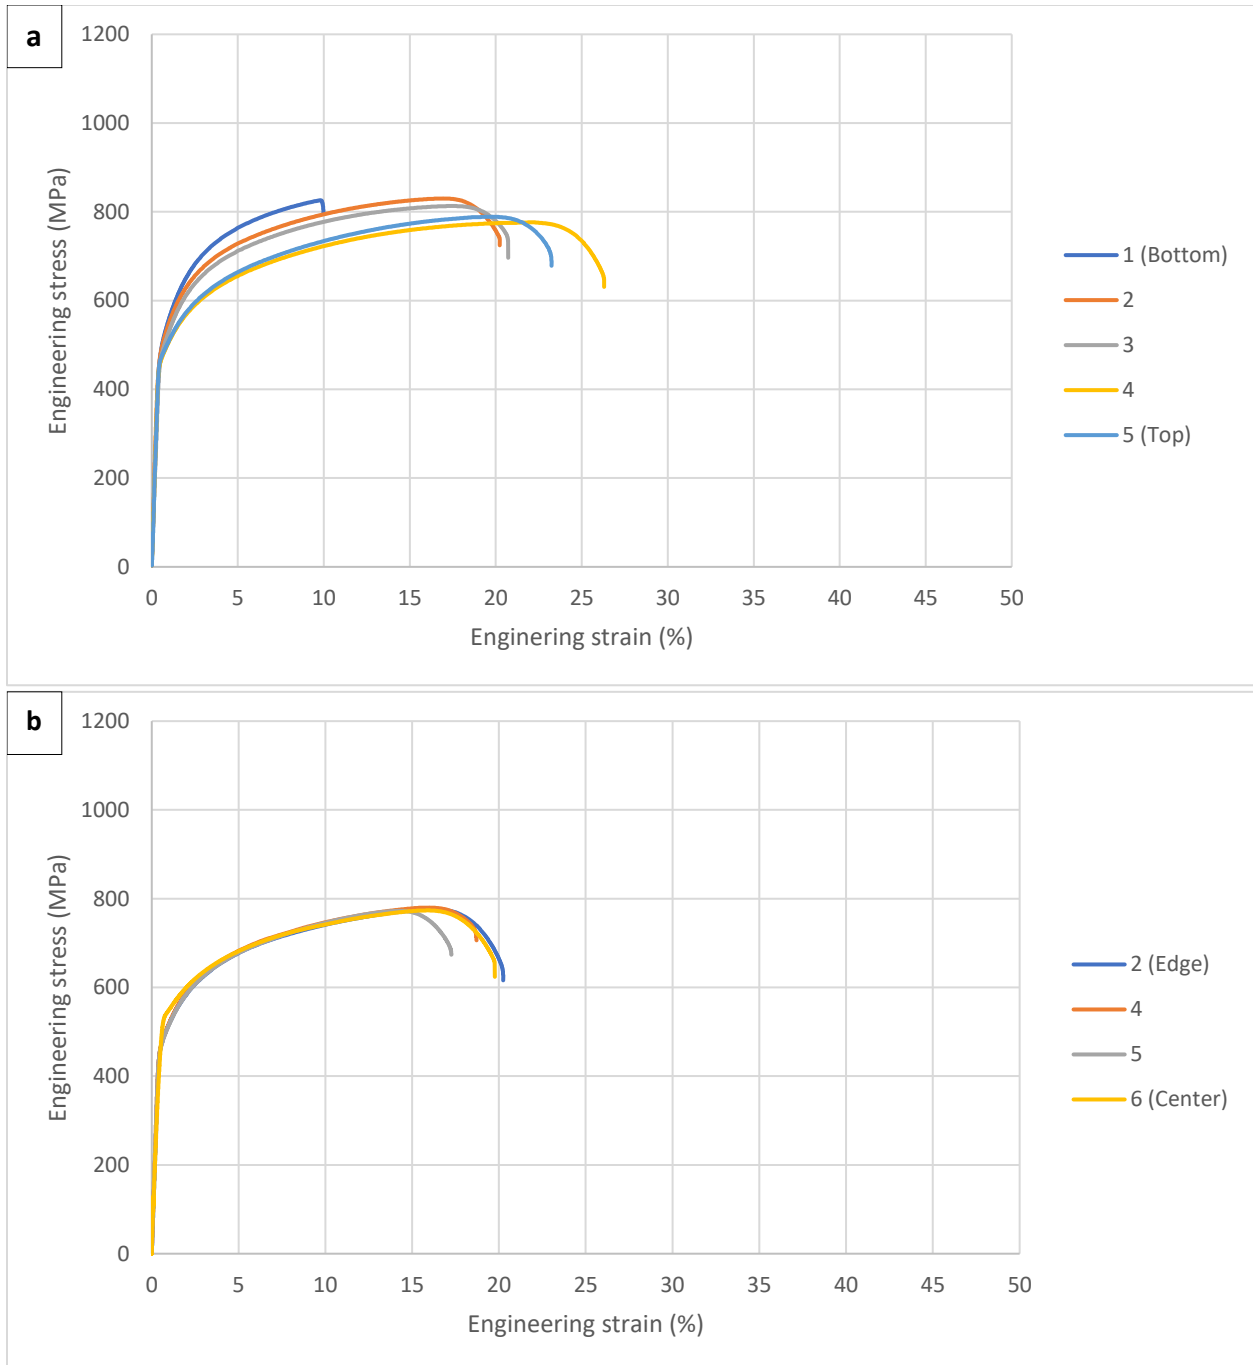 a
1200
1000
800
600
400
200
0
Engineering stress (MPa)
0 5 10 15 20 25 30 35 40 45 50
Enginering strain (%)
1 (Bottom)
2
3
4
5 (Top)
b
1200
1000
800
600
400
200
0
Engineering stress (MPa)
0 5 10 15 20 25 30 35 40 45 50
Engineering strain (%)
2 (Edge)
4
5
6 (Center)